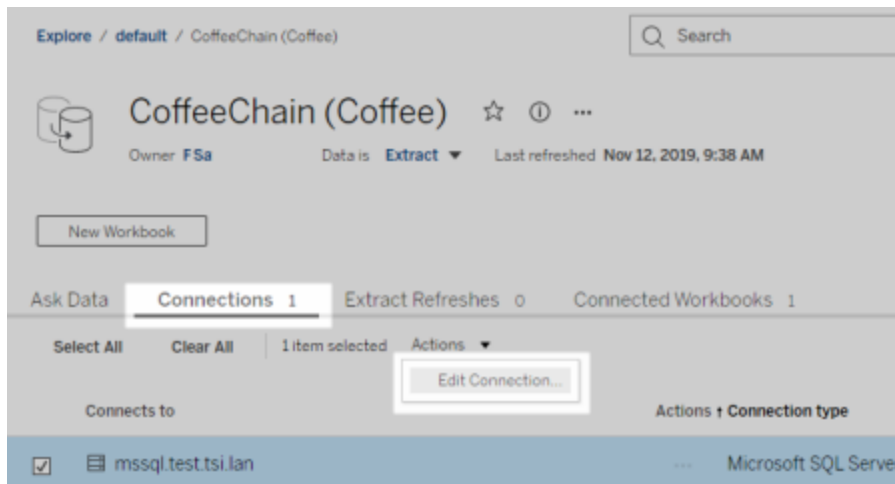 Explore / default / CoffeeChain (Coffee)
Search
CoffeeChain (Coffee)
Owner FSa Data is Extract Last refreshed Nov 12, 2019, 9:38 AM
New Workbook
Ask Data Connections 1 Extract Refreshes 0 Connected Workbooks 1
Select All Clear All 1 item selected Actions
Edit Connection...
Connects to Actions ↑ Connection type
mssql.test.tsi.lan ... Microsoft SQL Serve